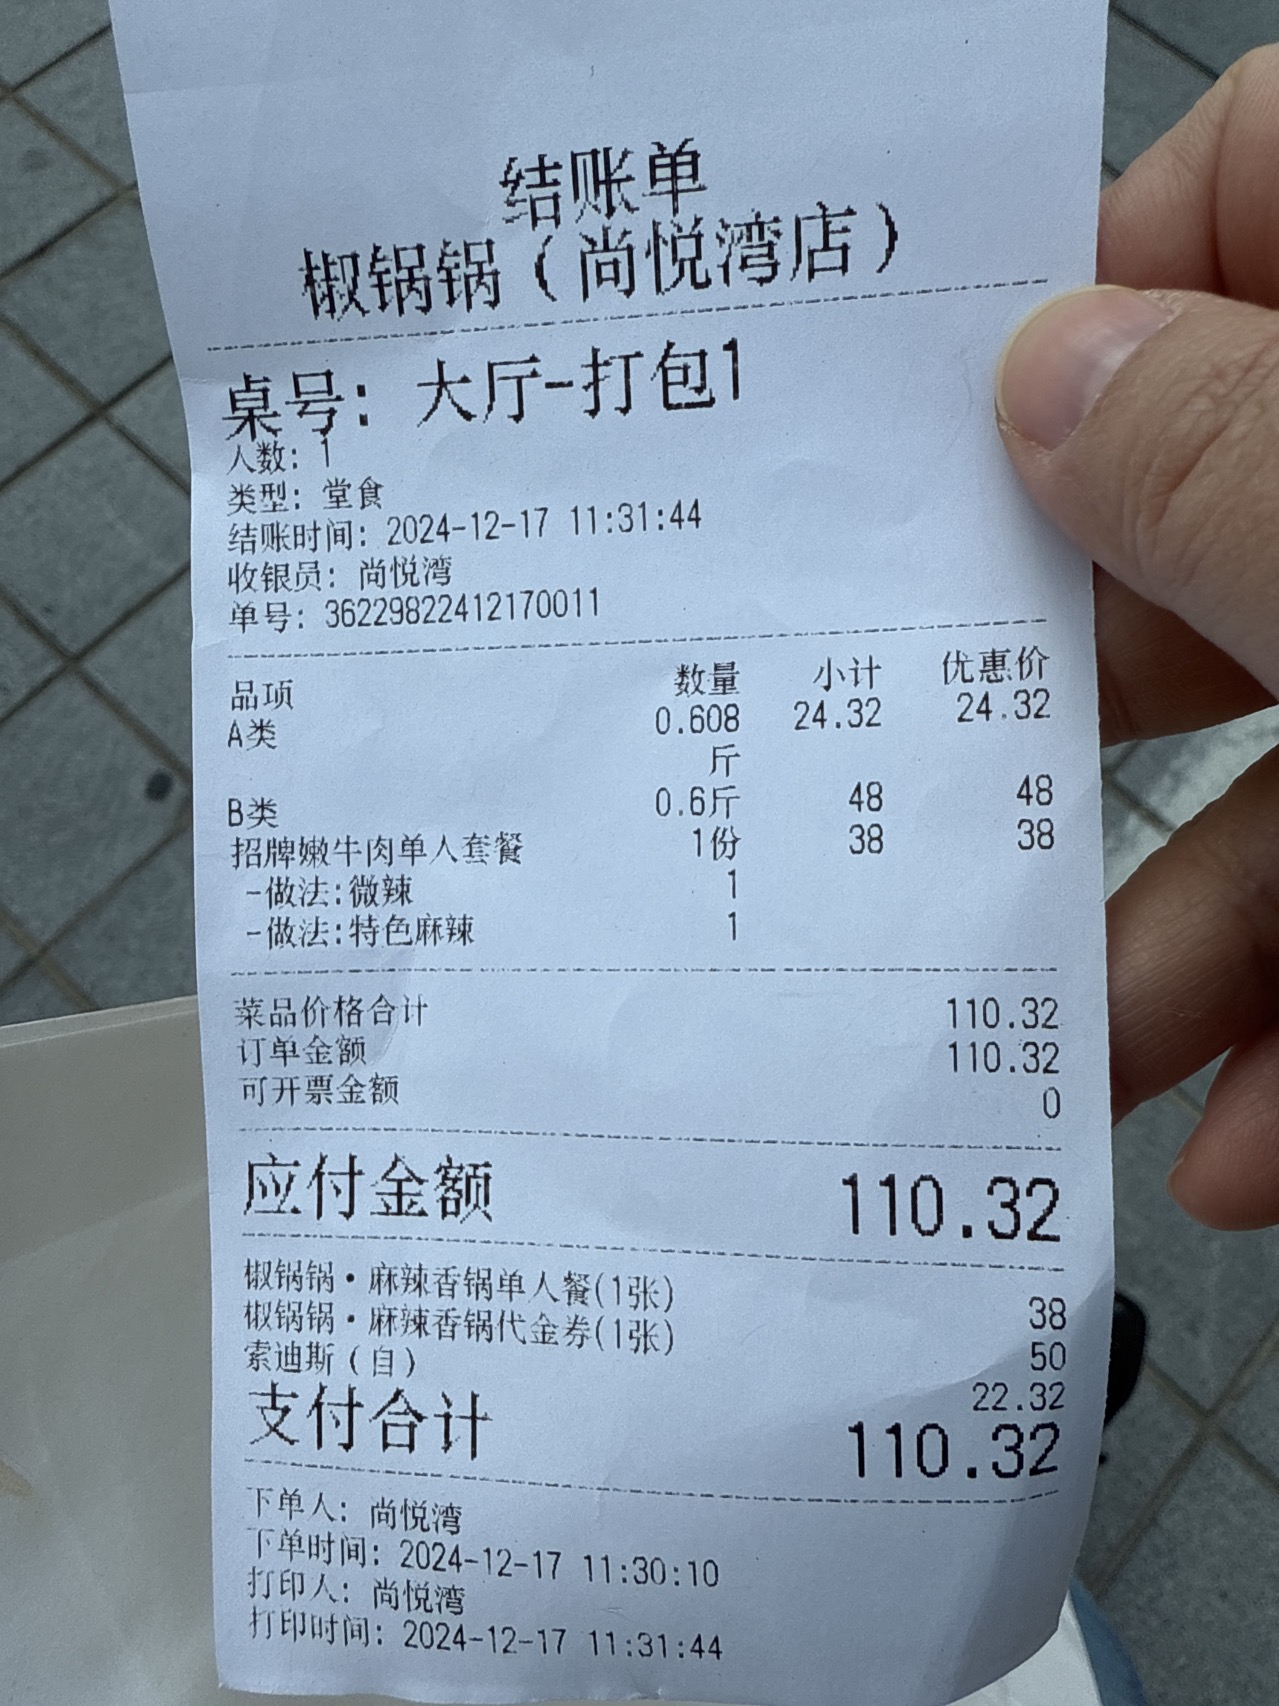 结账单
椒锅锅（尚悦湾店）
桌号：大厅-打包1
人数：1
类型：堂食
结账时间：2024-12-17 11:31:44
收银员：尚悦湾
单号：36229822412170011
品项 数量 小计 优惠价
A类 0.608 24.32 24.32
斤
B类 0.6斤 48 48
招牌嫩牛肉单人套餐 1份 38 38
-做法:微辣 1
-做法:特色麻辣 1
菜品价格合计 110.32
订单金额 110.32
可开票金额 0
应付金额 110.32
椒锅锅·麻辣香锅单人餐(1张) 38
椒锅锅·麻辣香锅代金券(1张) 50
索迪斯（自） 22.32
支付合计 110.32
下单人：尚悦湾
下单时间：2024-12-17 11:30:10
打印人：尚悦湾
打印时间：2024-12-17 11:31:44